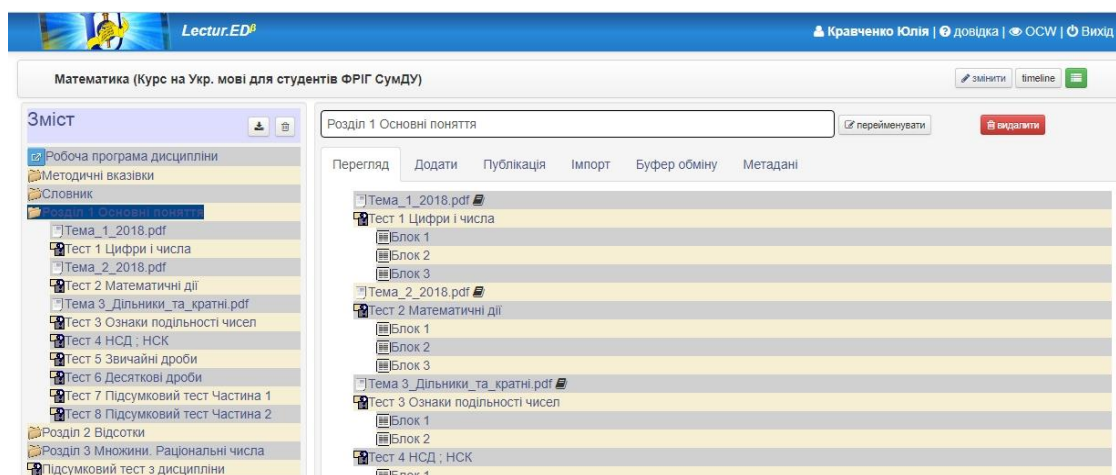 Lectur.EDβ
Кравченко Юлія | довідка | OCW | Вихід
Математика (Курс на Укр. мові для студентів ФРІГ СумДУ)
змінити timeline
Зміст
Робоча програма дисципліни
Методичні вказівки
Словник
Розділ 1 Основні поняття
Тема_1_2018.pdf
Тест 1 Цифри і числа
Тема_2_2018.pdf
Тест 2 Математичні дії
Тема 3_Дільники_та_кратні.pdf
Тест 3 Ознаки подільності чисел
Тест 4 НСД ; НСК
Тест 5 Звичайні дроби
Тест 6 Десяткові дроби
Тест 7 Підсумковий тест Частина 1
Тест 8 Підсумковий тест Частина 2
Розділ 2 Відсотки
Розділ 3 Множини. Раціональні числа
Підсумковий тест з дисципліни
Розділ 1 Основні поняття
перейменувати
видалити
Перегляд Додати Публікація Імпорт Буфер обміну Метадані
Тема_1_2018.pdf
Тест 1 Цифри і числа
Блок 1
Блок 2
Блок 3
Тема_2_2018.pdf
Тест 2 Математичні дії
Блок 1
Блок 2
Блок 3
Тема 3_Дільники_та_кратні.pdf
Тест 3 Ознаки подільності чисел
Блок 1
Блок 2
Тест 4 НСД ; НСК
Блок 1